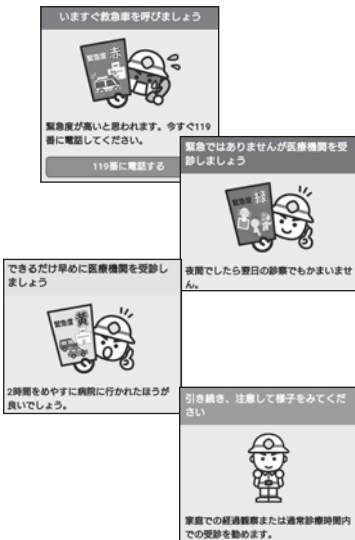 いますぐ救急車を呼びましょう
緊急度 赤
緊急度が高いと思われます。今すぐ119
番に電話してください。
119番に電話する
緊急ではありませんが医療機関を受
診しましょう
緊急度 緑
夜間でしたら翌日の診察でもかまいませ
ん。
できるだけ早めに医療機関を受診し
ましょう
緊急度 黄
2時間をめやすに病院に行かれたほうが
良いでしょう。
引き続き、注意して様子をみてくだ
さい
家庭での経過観察または通常診療時間内
での受診を勧めます。